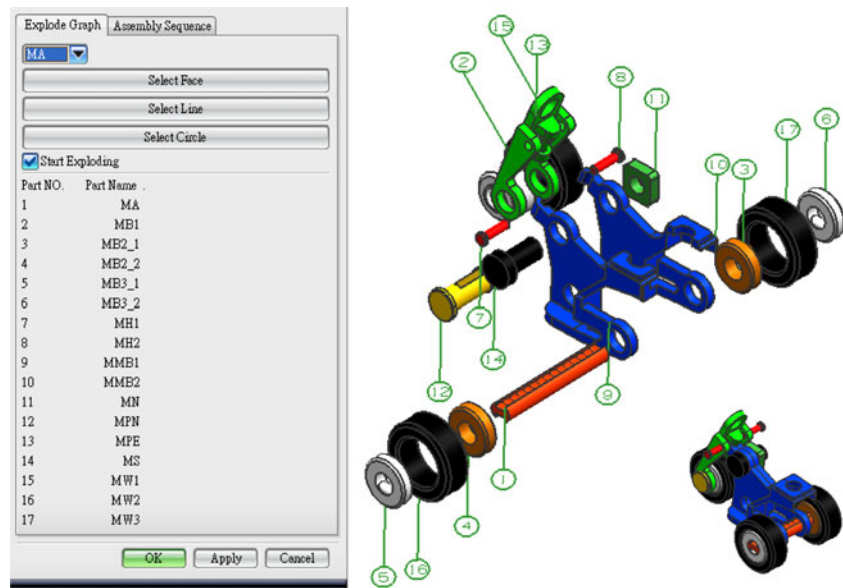 Explode Graph Assembly Sequence
MA
Select Face
Select Line
Select Circle
Start Exploding
Part NO. Part Name .
1 MA
2 MB1
3 MB2_1
4 MB2_2
5 MB3_1
6 MB3_2
7 MH1
8 MH2
9 MMB1
10 MMB2
11 MN
12 MPN
13 MPE
14 MS
15 MW1
16 MW2
17 MW3
OK Apply Cancel
15 13
2
8
11
17 6
10 3
7
14
12
9
1
4
16
5